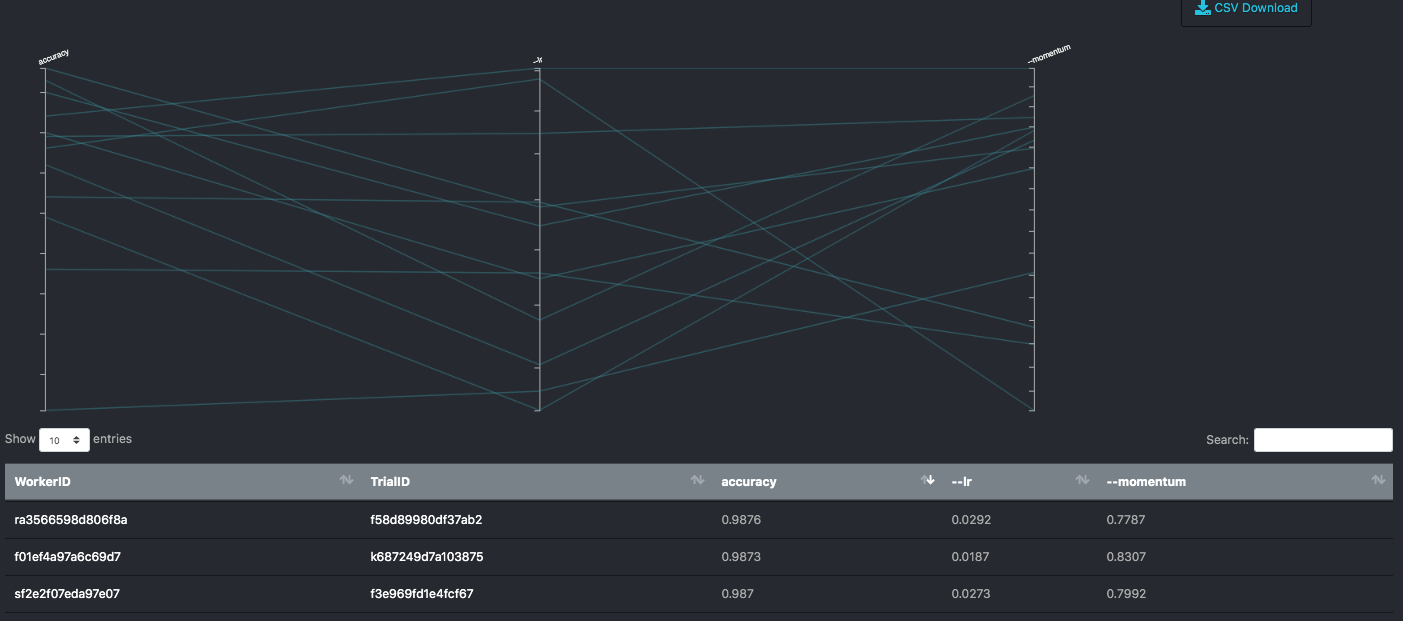 CSV Download
accuracy
--lr
--momentum
Show 10 entries
Search:
WorkerID TrialID accuracy --lr --momentum
ra3566598d806f8a f58d89980df37ab2 0.9876 0.0292 0.7787
f01ef4a97a6c69d7 k687249d7a103875 0.9873 0.0187 0.8307
sf2e2f07eda97e07 f3e969fd1e4fcf67 0.987 0.0273 0.7992